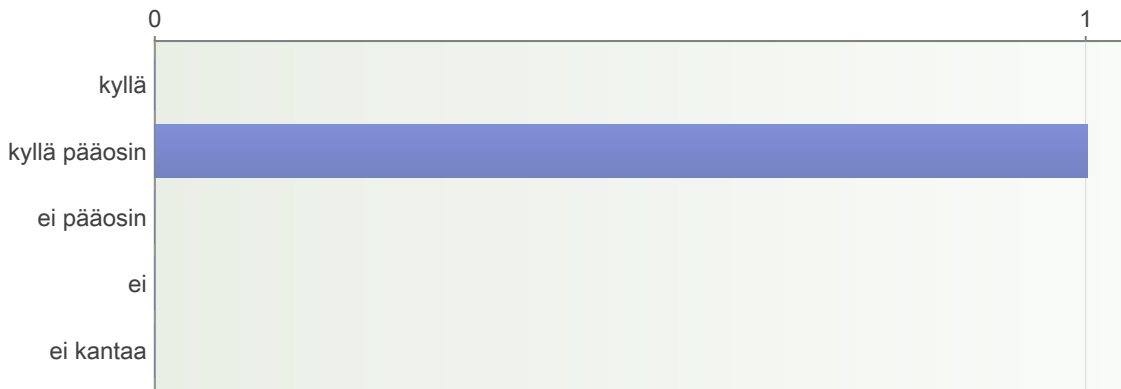 0 1
kyllä
kyllä pääosin
ei pääosin
ei
ei kantaa